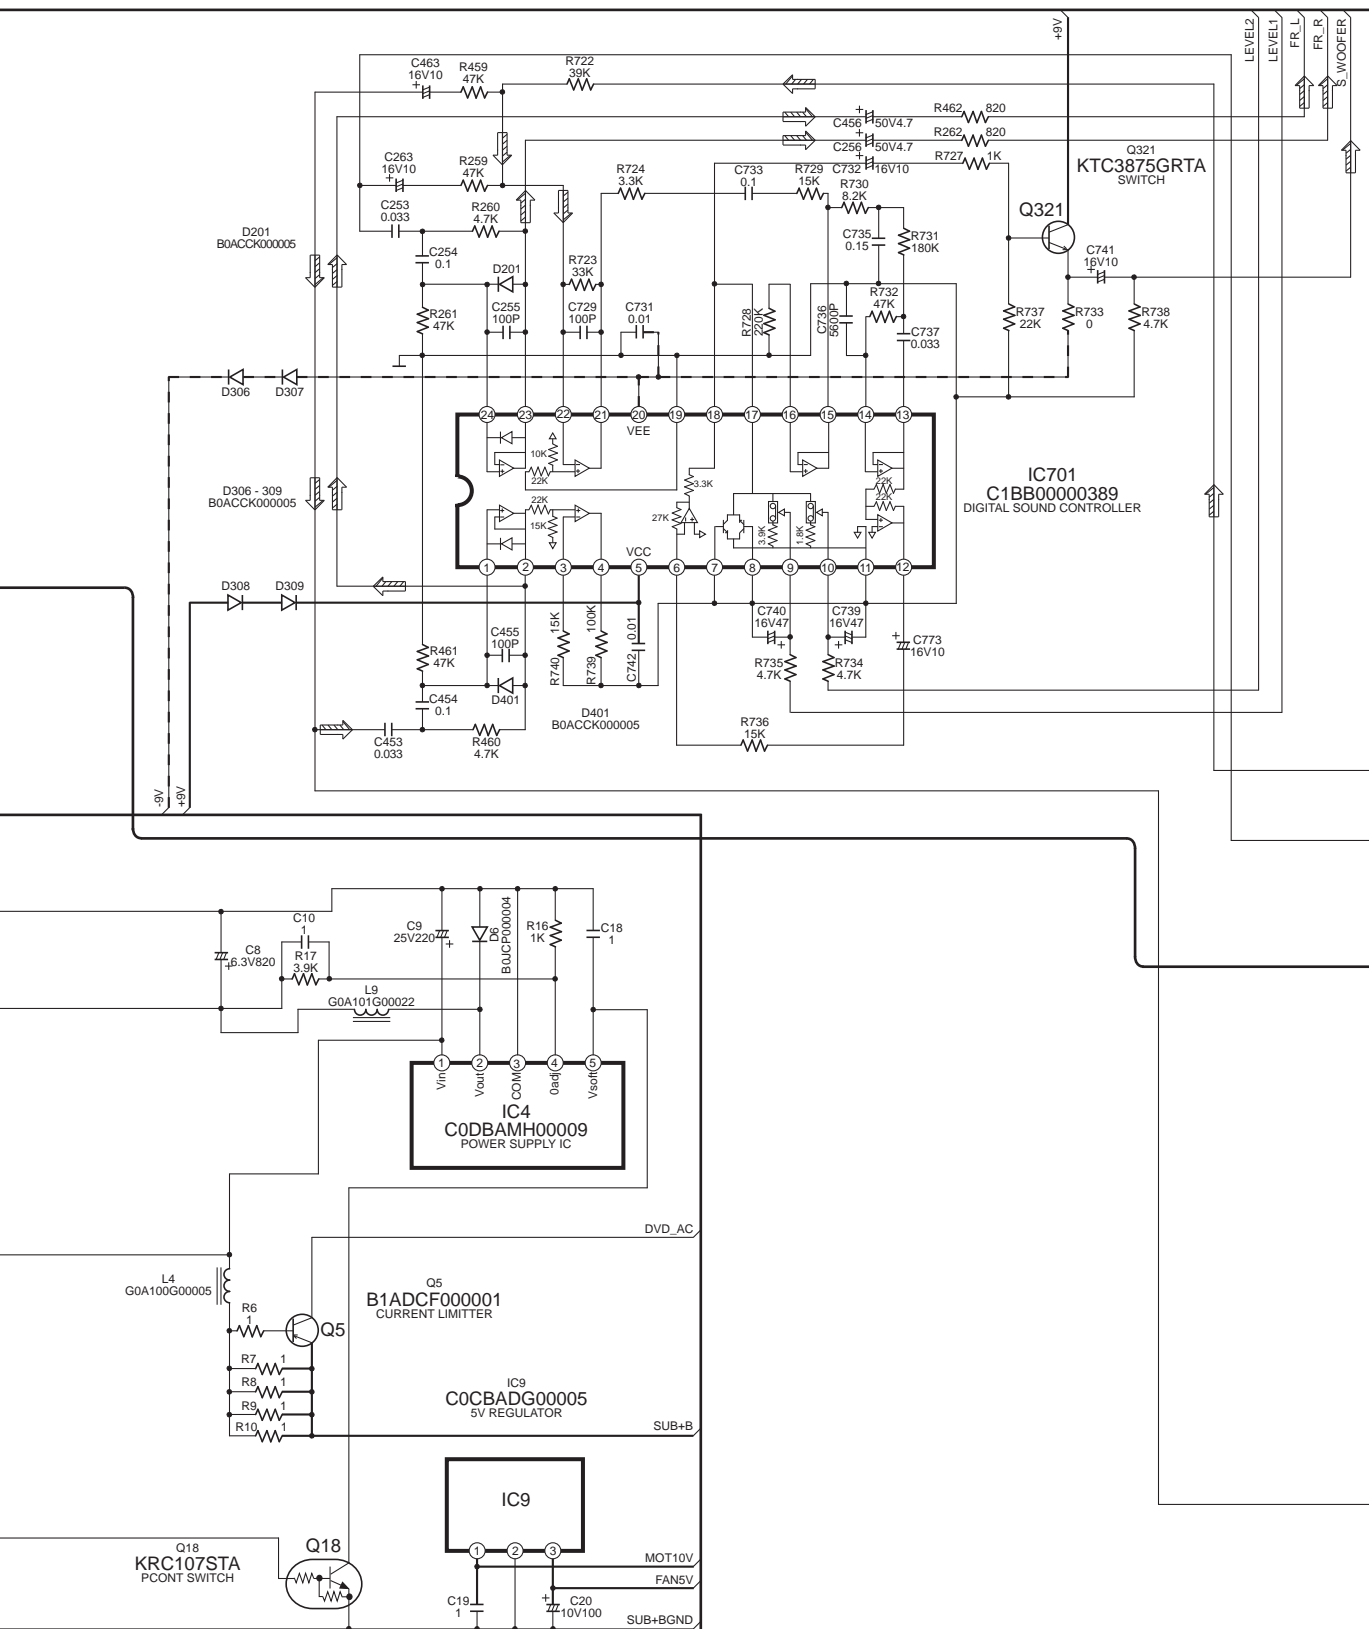 +9V
LEVEL2
LEVEL1
FR_L
FR_R
S_WOOFER
C463
16V10
+
R459
47K
R722
39K
+
C456
50V4.7
R462
820
+
C256
50V4.7
R262
820
+
C732
16V10
R727
1K
Q321
KTC3875GRTA
SWITCH
Q321
C263
16V10
+
R259
47K
R724
3.3K
C733
0.1
R729
15K
R730
8.2K
C253
0.033
R260
4.7K
D201
B0ACCK000005
C254
0.1
C735
0.15
R731
180K
C741
16V10
+
D201
R723
33K
R261
47K
C255
100P
C729
100P
C731
0.01
R728
220K
C736
5600P
R732
47K
C737
0.033
R737
22K
R733
0
R738
4.7K
D306
D307
24
23
22
21
20
19
18
17
16
15
14
13
VEE
10K
22K
3.3K
22K
22K
22K
15K
27K
3.9K
1.8K
VCC
IC701
C1BB00000389
DIGITAL SOUND CONTROLLER
D306 - 309
B0ACCK000005
1
2
3
4
5
6
7
8
9
10
11
12
D308
D309
R461
47K
C455
100P
R740
15K
R739
100K
C742
0.01
C740
16V47
+
C739
16V47
+
+
C773
16V10
R735
4.7K
R734
4.7K
D401
C454
0.1
D401
B0ACCK000005
C453
0.033
R460
4.7K
R736
15K
-9V
+9V
C10
1
C8
6.3V820
+
R17
3.9K
C9
25V220
+
D6
B0JCP000004
R16
1K
C18
1
L9
G0A101G00022
1
2
3
4
5
Vin
Vout
COM
0adj
Vsoft
IC4
C0DBAMH00009
POWER SUPPLY IC
DVD_AC
L4
G0A100G00005
Q5
B1ADCF000001
CURRENT LIMITTER
R6
1
Q5
R7
1
R8
1
R9
1
R10
1
IC9
C0CBADG00005
5V REGULATOR
SUB+B
IC9
1
2
3
Q18
KRC107STA
PCONT SWITCH
Q18
MOT10V
FAN5V
C19
1
+
C20
10V100
SUB+BGND